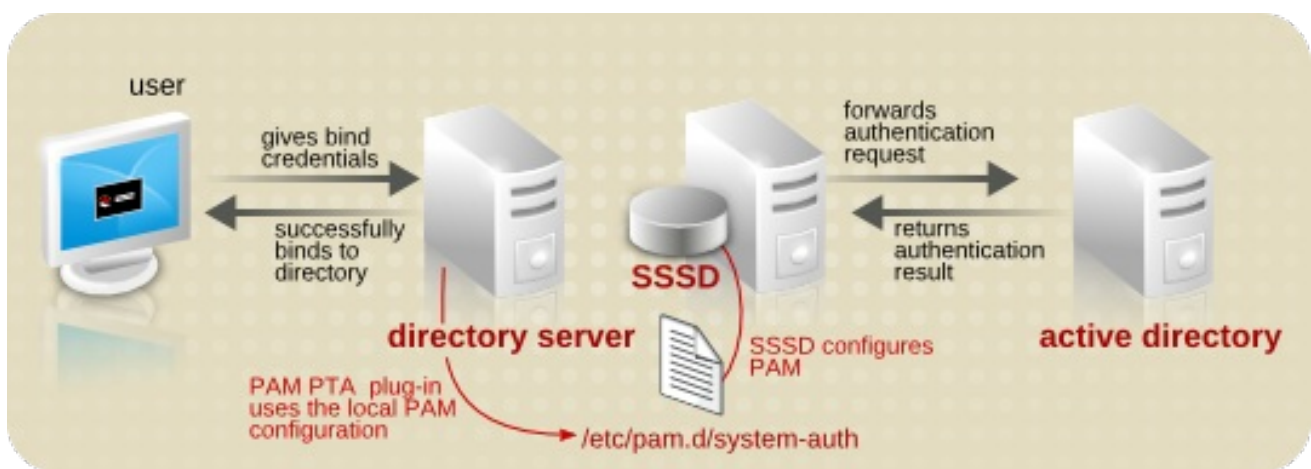 user
gives bind
credentials
successfully
binds to
directory
directory server
PAM PTA plug-in
uses the local PAM
configuration
/etc/pam.d/system-auth
SSSD
SSSD configures
PAM
forwards
authentication
request
returns
authentication
result
active directory